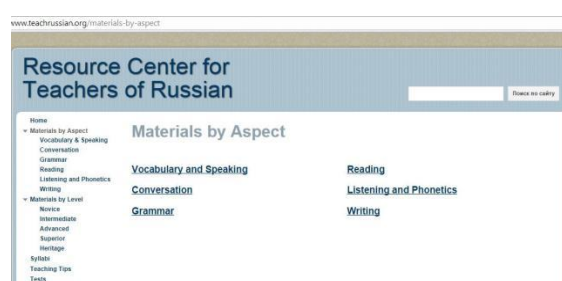 www.teachrussian.org/materials-by-aspect
Resource Center for
Teachers of Russian
Поиск по сайту
Home
Materials by Aspect
Vocabulary & Speaking
Conversation
Grammar
Reading
Listening and Phonetics
Writing
Materials by Level
Novice
Intermediate
Advanced
Superior
Heritage
Syllabi
Teaching Tips
Tests
Materials by Aspect
Vocabulary and Speaking
Reading
Conversation
Listening and Phonetics
Grammar
Writing